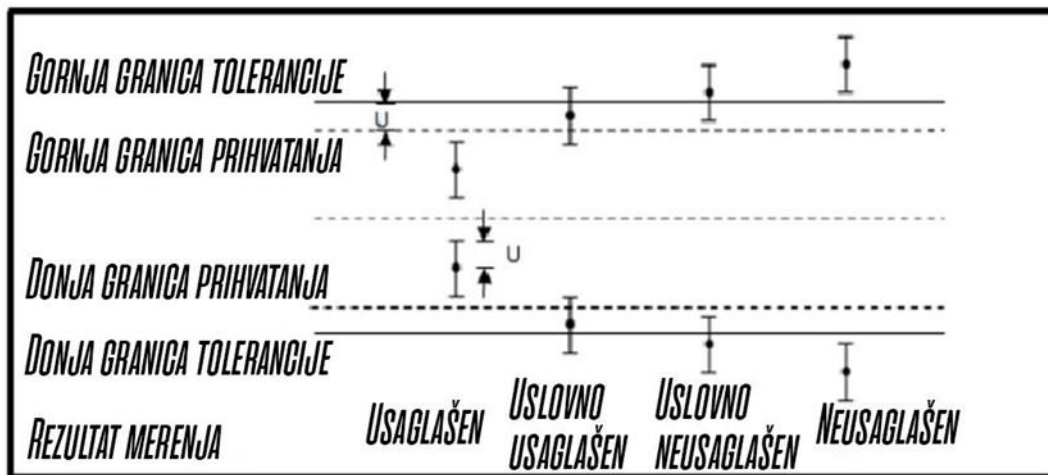 GORNJA GRANICA TOLERANCIJE
U
GORNJA GRANICA PRIHVATANJA
U
DONJA GRANICA PRIHVATANJA
DONJA GRANICA TOLERANCIJE
REZULTAT MERENJA
USAGLAŠEN
USLOVNO
USAGLAŠEN
USLOVNO
NEUSAGLAŠEN
NEUSAGLAŠEN